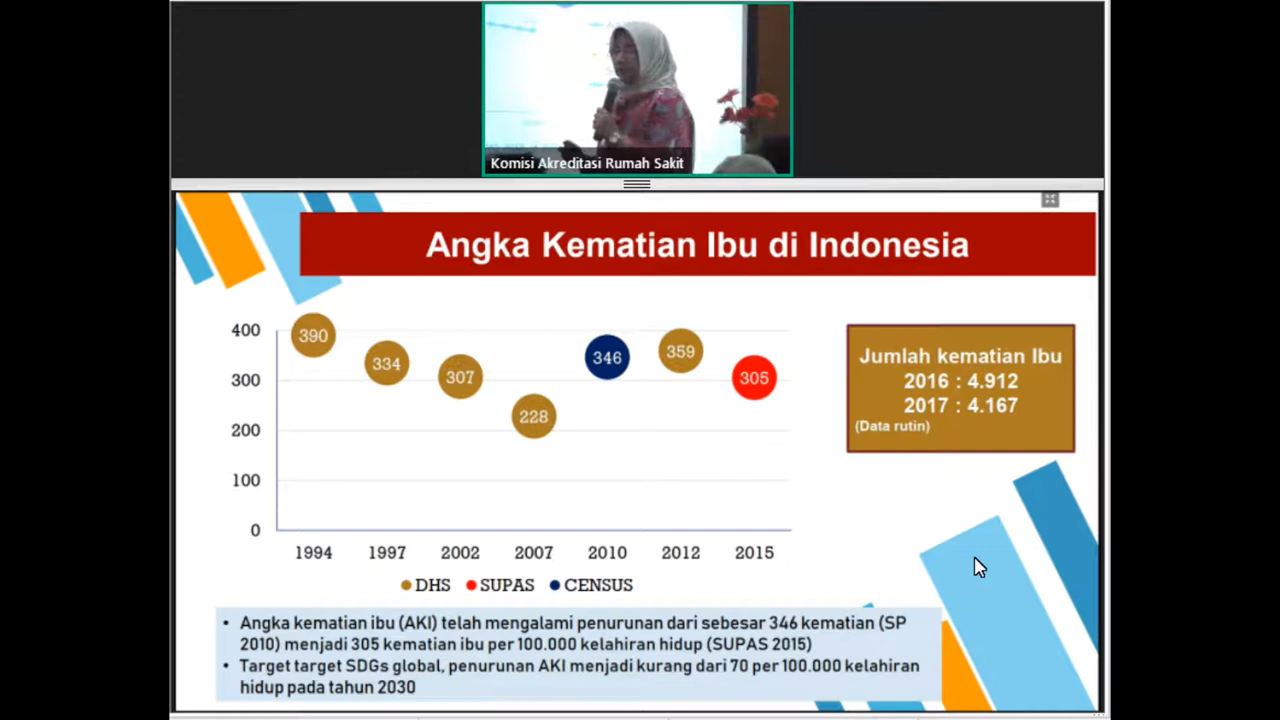 Komisi Akreditasi Rumah Sakit
Angka Kematian Ibu di Indonesia
400
300
200
100
0
390
334
307
228
346
359
305
1994 1997 2002 2007 2010 2012 2015
DHS SUPAS CENSUS
Jumlah kematian Ibu
2016 : 4.912
2017 : 4.167
(Data rutin)
• Angka kematian ibu (AKI) telah mengalami penurunan dari sebesar 346 kematian (SP
2010) menjadi 305 kematian ibu per 100.000 kelahiran hidup (SUPAS 2015)
• Target target SDGs global, penurunan AKI menjadi kurang dari 70 per 100.000 kelahiran
hidup pada tahun 2030